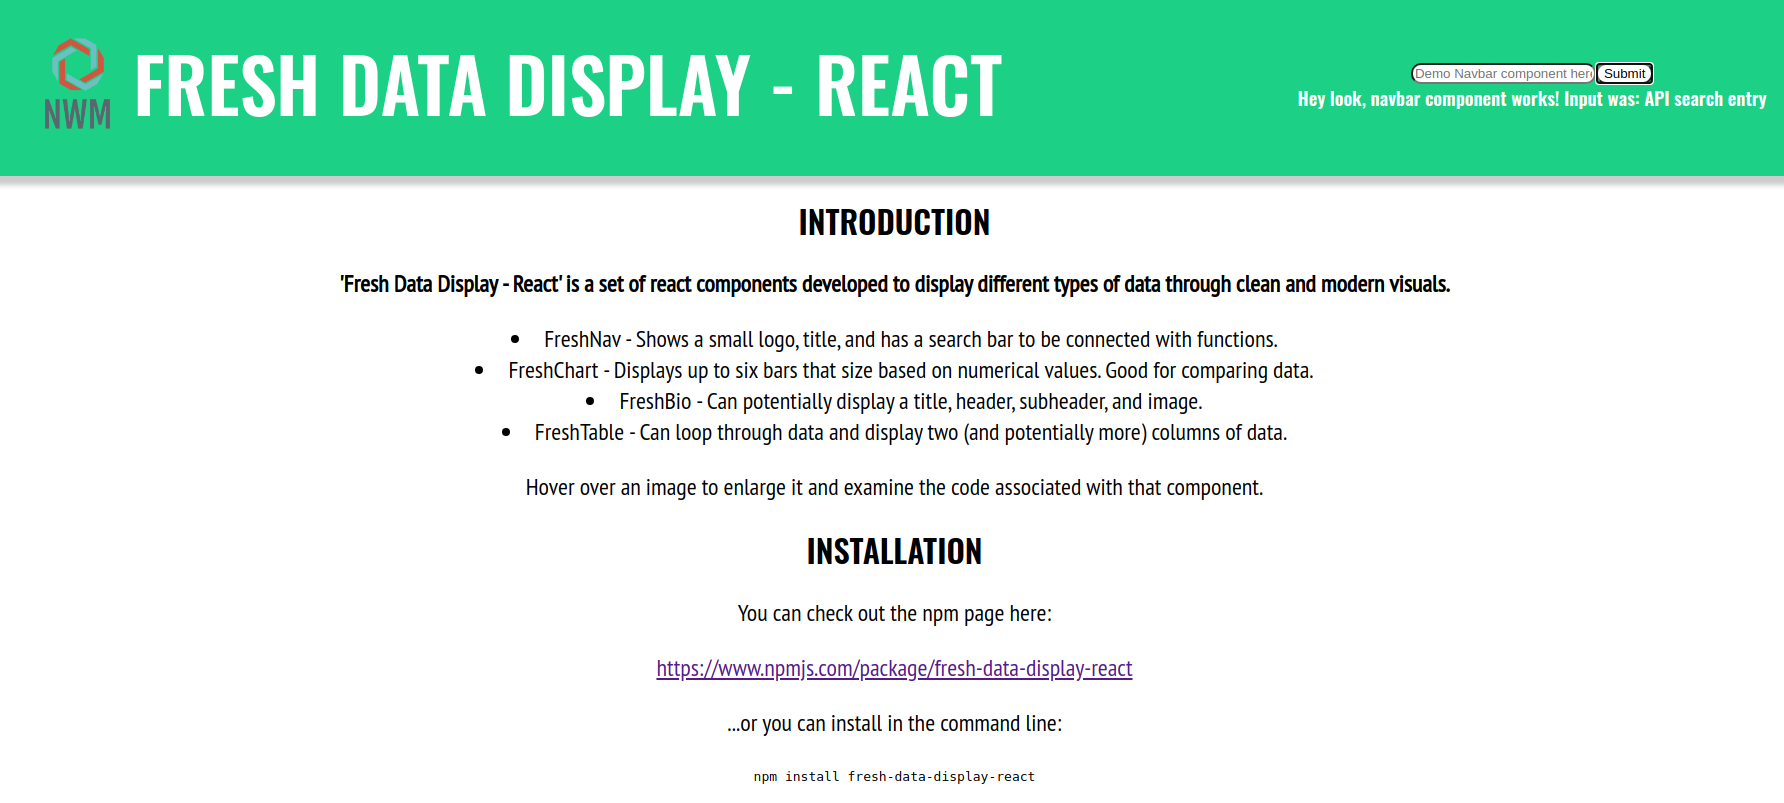 NWM
FRESH DATA DISPLAY - REACT
Demo Navbar component here Submit
Hey look, navbar component works! Input was: API search entry
INTRODUCTION
'Fresh Data Display - React' is a set of react components developed to display different types of data through clean and modern visuals.
• FreshNav - Shows a small logo, title, and has a search bar to be connected with functions.
• FreshChart - Displays up to six bars that size based on numerical values. Good for comparing data.
• FreshBio - Can potentially display a title, header, subheader, and image.
• FreshTable - Can loop through data and display two (and potentially more) columns of data.
Hover over an image to enlarge it and examine the code associated with that component.
INSTALLATION
You can check out the npm page here:
https://www.npmjs.com/package/fresh-data-display-react
...or you can install in the command line:
npm install fresh-data-display-react